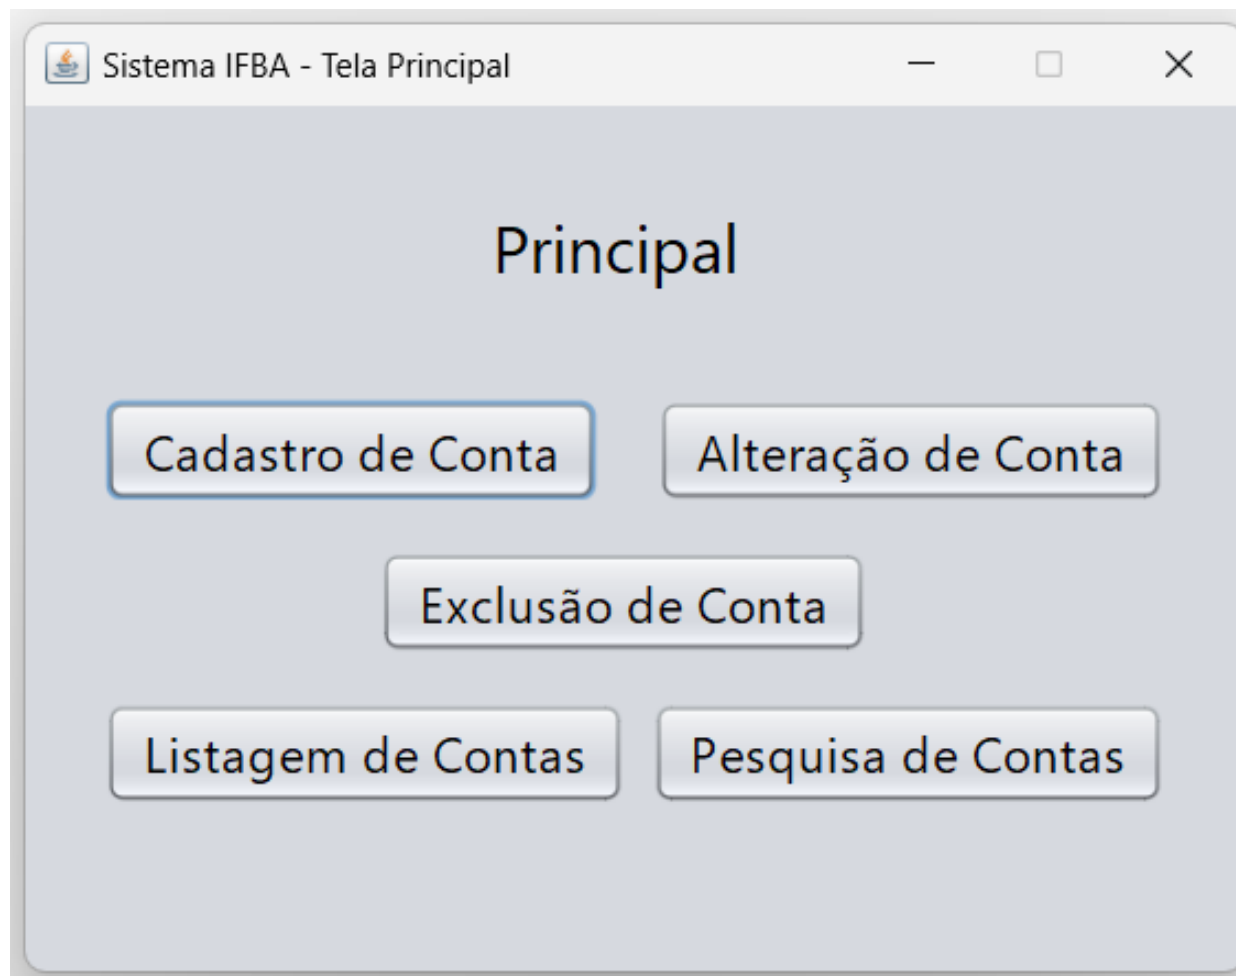 Sistema IFBA - Tela Principal
Principal
Cadastro de Conta
Alteração de Conta
Exclusão de Conta
Listagem de Contas
Pesquisa de Contas